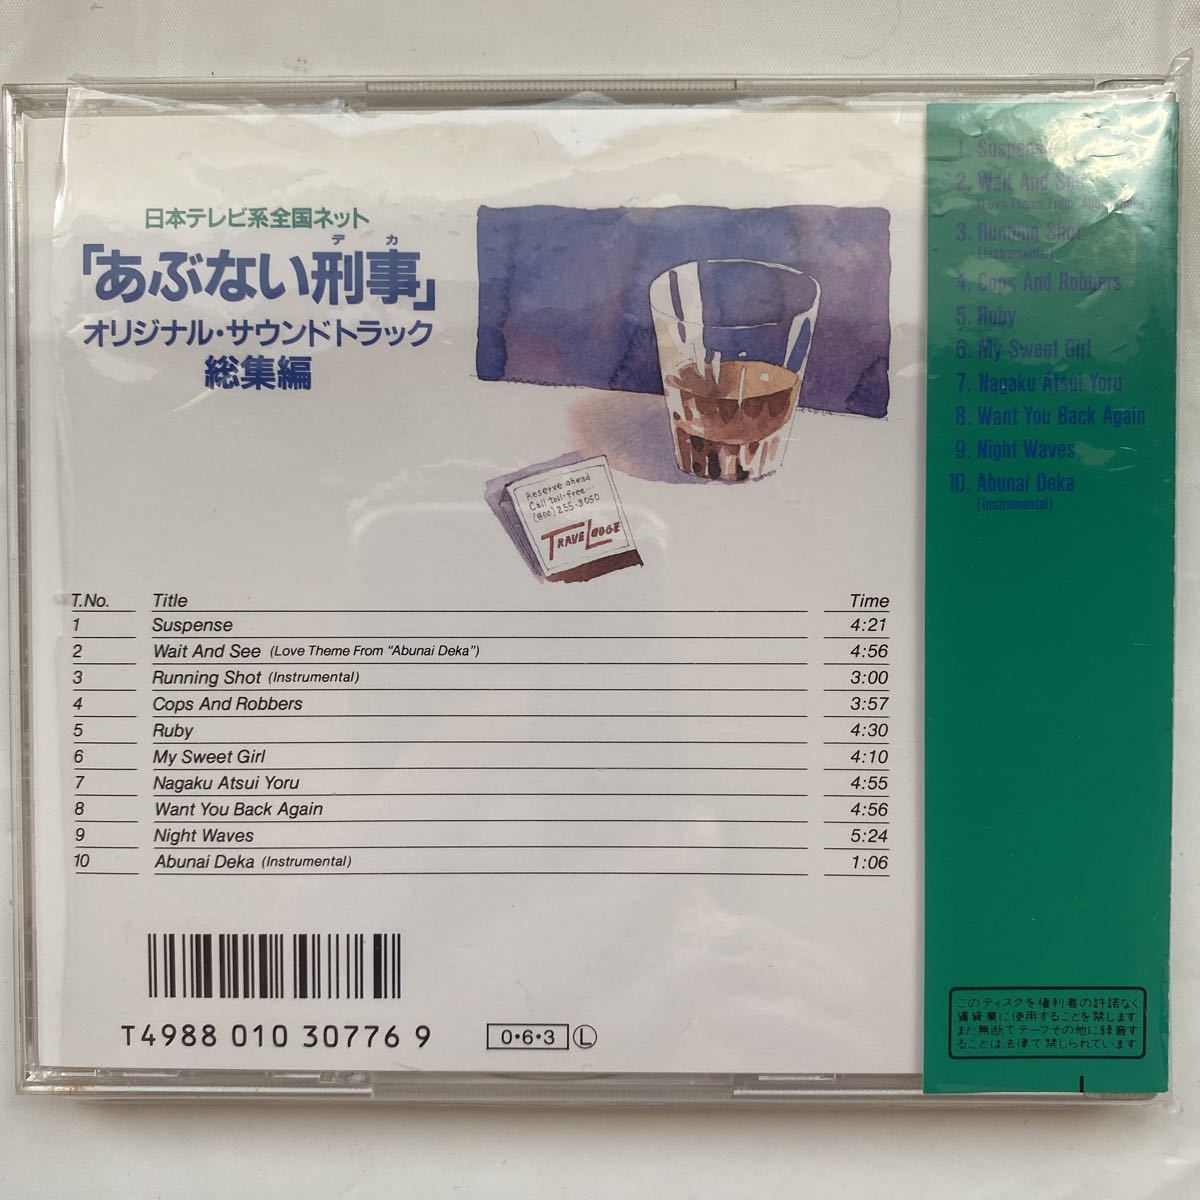 日本テレビ系全国ネット
デカ
「あぶない刑事」
オリジナル・サウンドトラック
総集編
Reserve ahead
Call toll-free...
(800) 255-3050
TRAVELODGE
T.No. Title Time
1 Suspense 4:21
2 Wait And See (Love Theme From "Abunai Deka") 4:56
3 Running Shot (Instrumental) 3:00
4 Cops And Robbers 3:57
5 Ruby 4:30
6 My Sweet Girl 4:10
7 Nagaku Atsui Yoru 4:55
8 Want You Back Again 4:56
9 Night Waves 5:24
10 Abunai Deka (Instrumental) 1:06
T4988 010 30776 9
0・6・3 Ⓛ
1. Suspense
2. Wait And See
(Love Theme From "Abunai Deka")
3. Running Shot
(Instrumental)
4. Cops And Robbers
5. Ruby
6. My Sweet Girl
7. Nagaku Atsui Yoru
8. Want You Back Again
9. Night Waves
10. Abunai Deka
(Instrumental)
このディスクを権利者の許諾なく
賃貸業に使用することを禁します。
また無断でテープその他に録音す
ることは、法律で禁じられています。